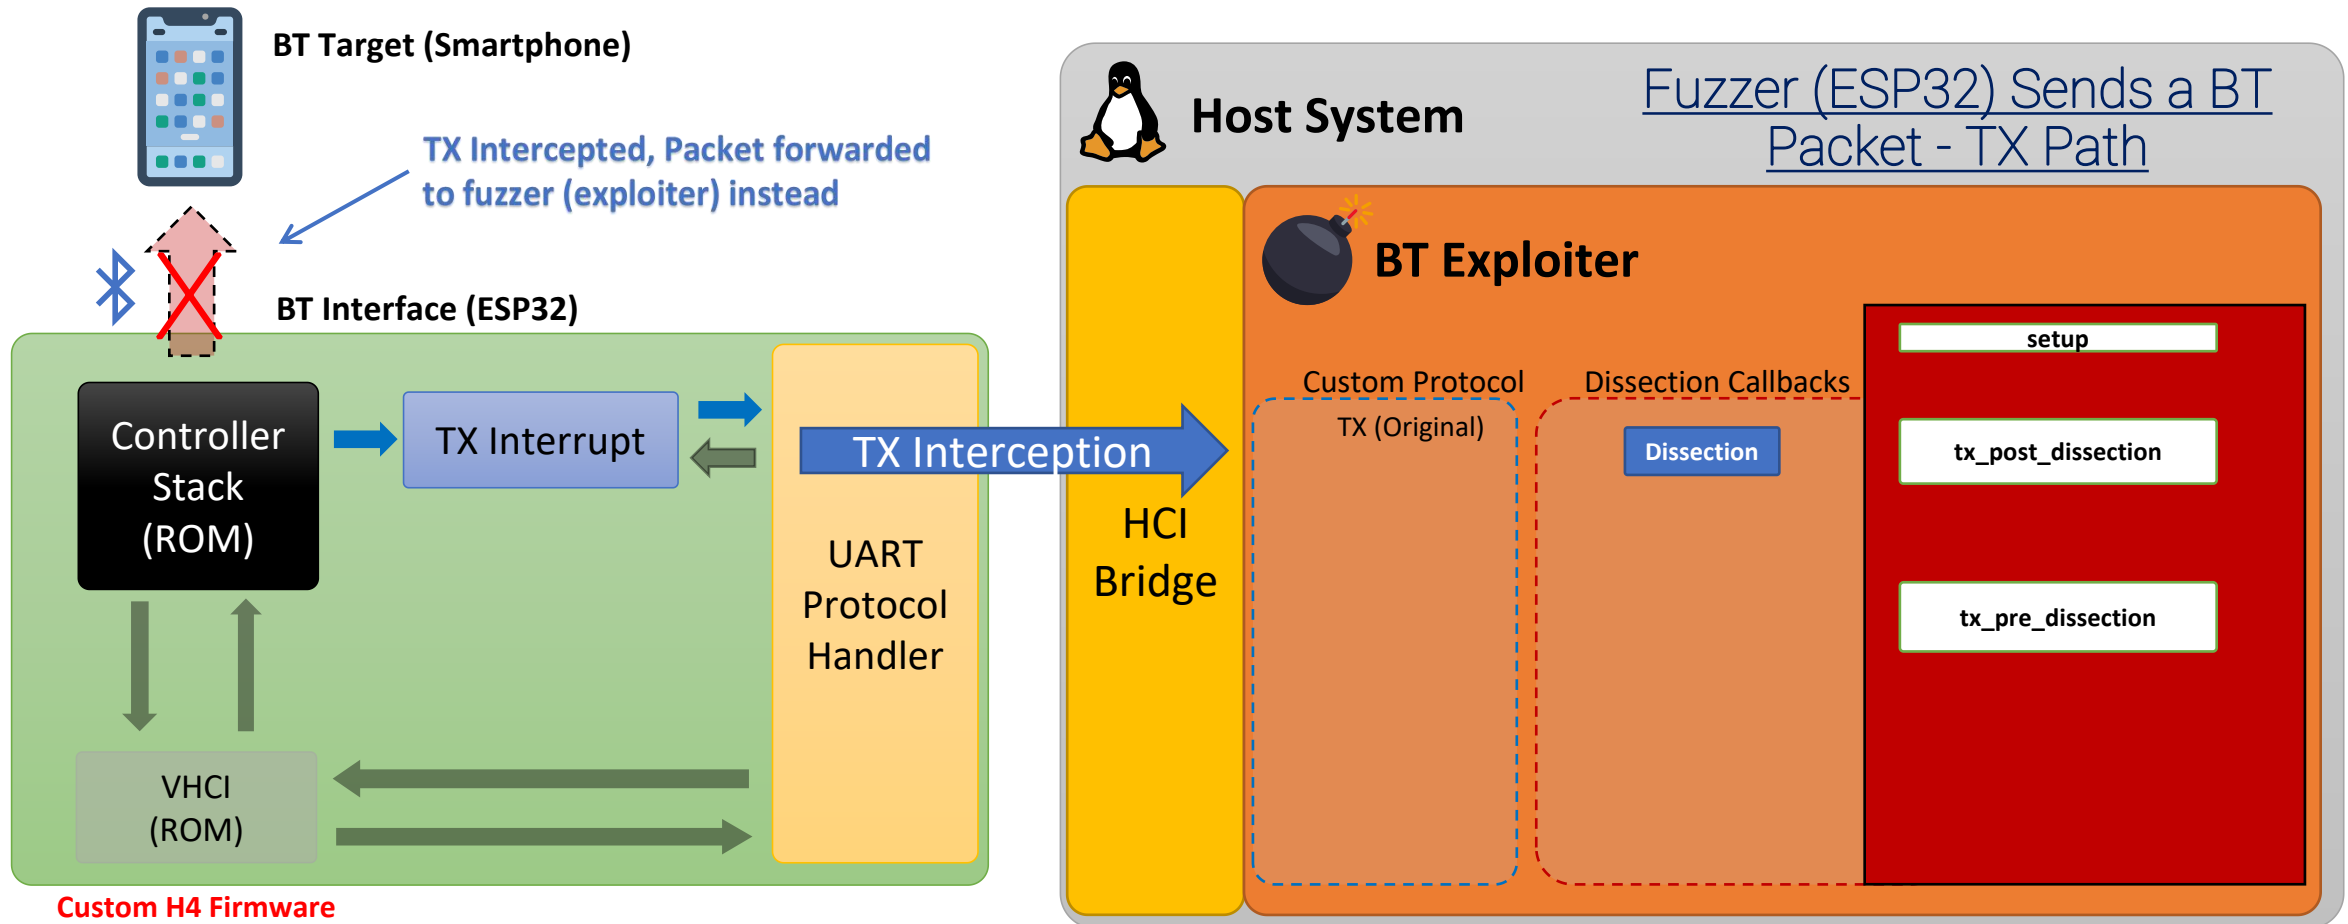 BT Target (Smartphone)
Fuzzer (ESP32) Sends a BT
Packet - TX Path
Host System
TX Intercepted, Packet forwarded
to fuzzer (exploiter) instead
BT Exploiter
BT Interface (ESP32)
setup
Custom Protocol
Dissection Callbacks
Controller
Stack
(ROM)
TX Interrupt
TX Interception
TX (Original)
Dissection
tx_post_dissection
HCI
Bridge
UART
Protocol
Handler
tx_pre_dissection
VHCI
(ROM)
Custom H4 Firmware